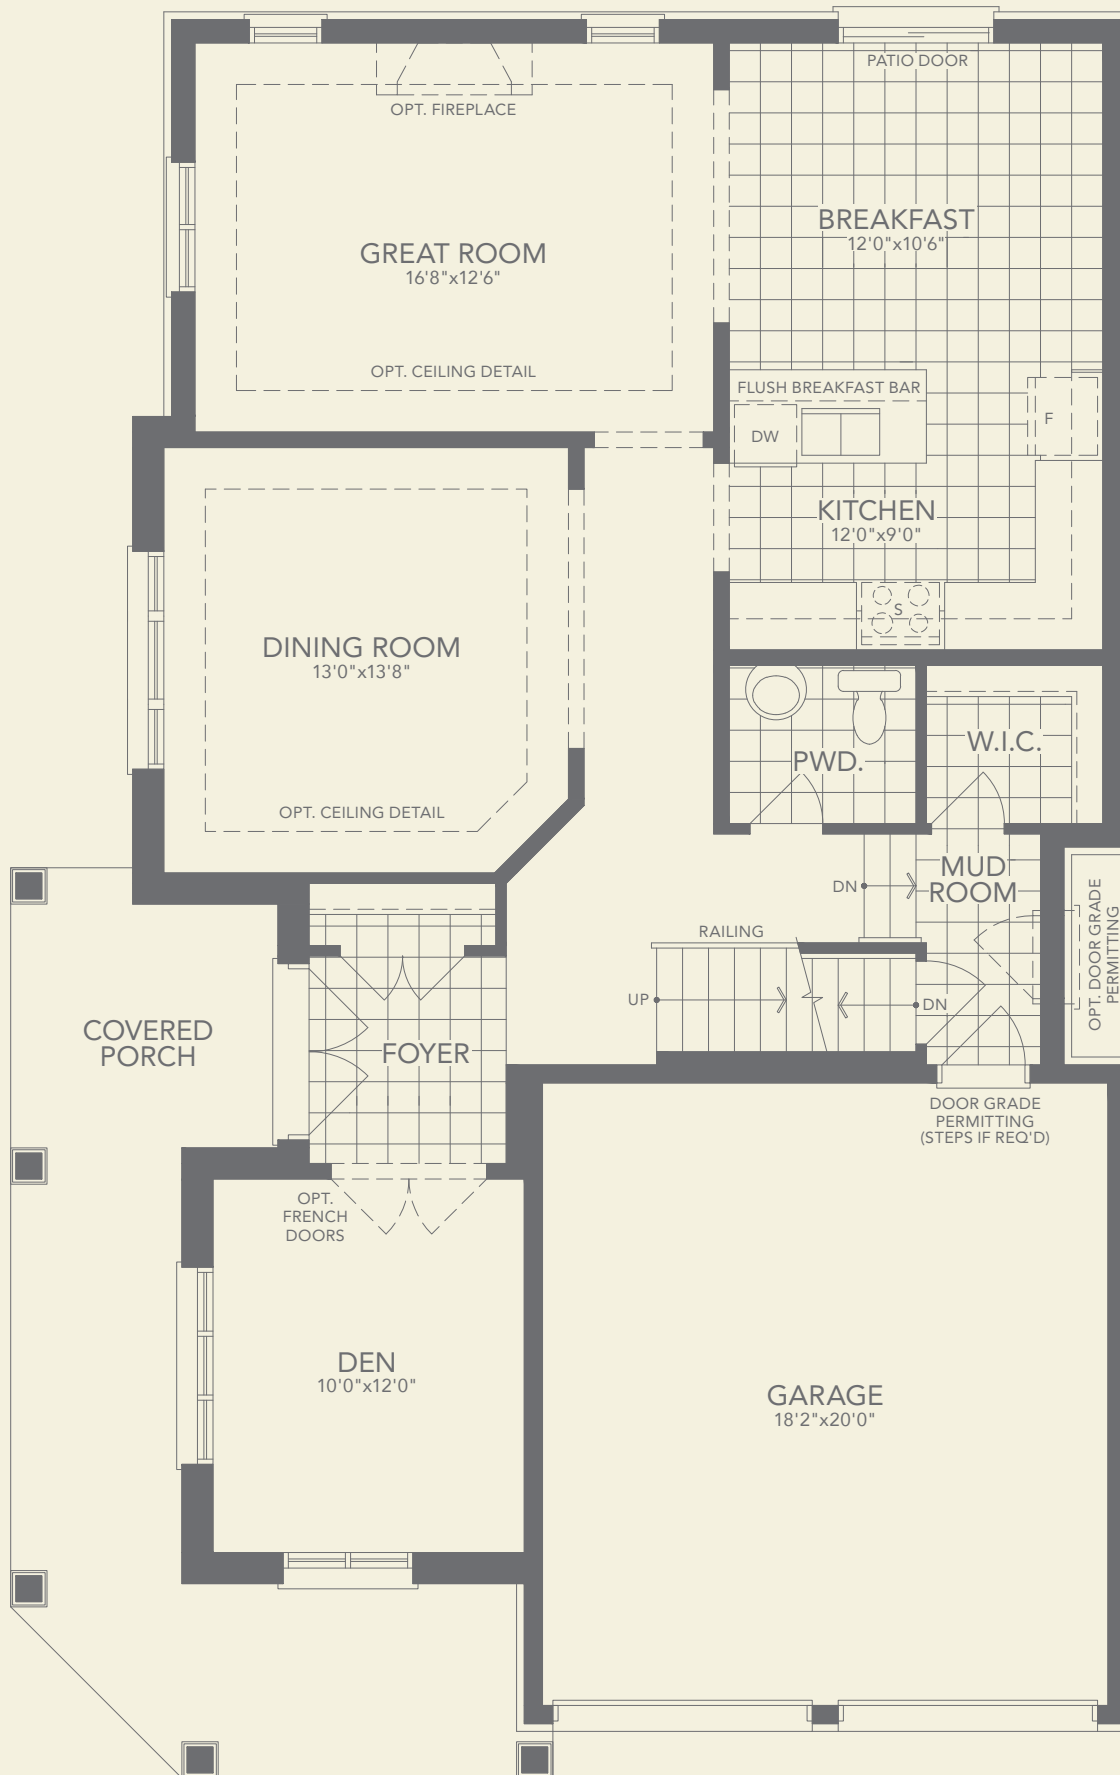 PATIO DOOR
OPT. FIREPLACE
BREAKFAST
12'0"x10'6"
GREAT ROOM
16'8"x12'6"
OPT. CEILING DETAIL
FLUSH BREAKFAST BAR
DW
F
KITCHEN
12'0"x9'0"
S
DINING ROOM
13'0"x13'8"
OPT. CEILING DETAIL
PWD.
W.I.C.
MUD
ROOM
DN
OPT. DOOR GRADE
PERMITTING
RAILING
UP
DN
COVERED
PORCH
FOYER
DOOR GRADE
PERMITTING
(STEPS IF REQ'D)
OPT.
FRENCH
DOORS
DEN
10'0"x12'0"
GARAGE
18'2"x20'0"